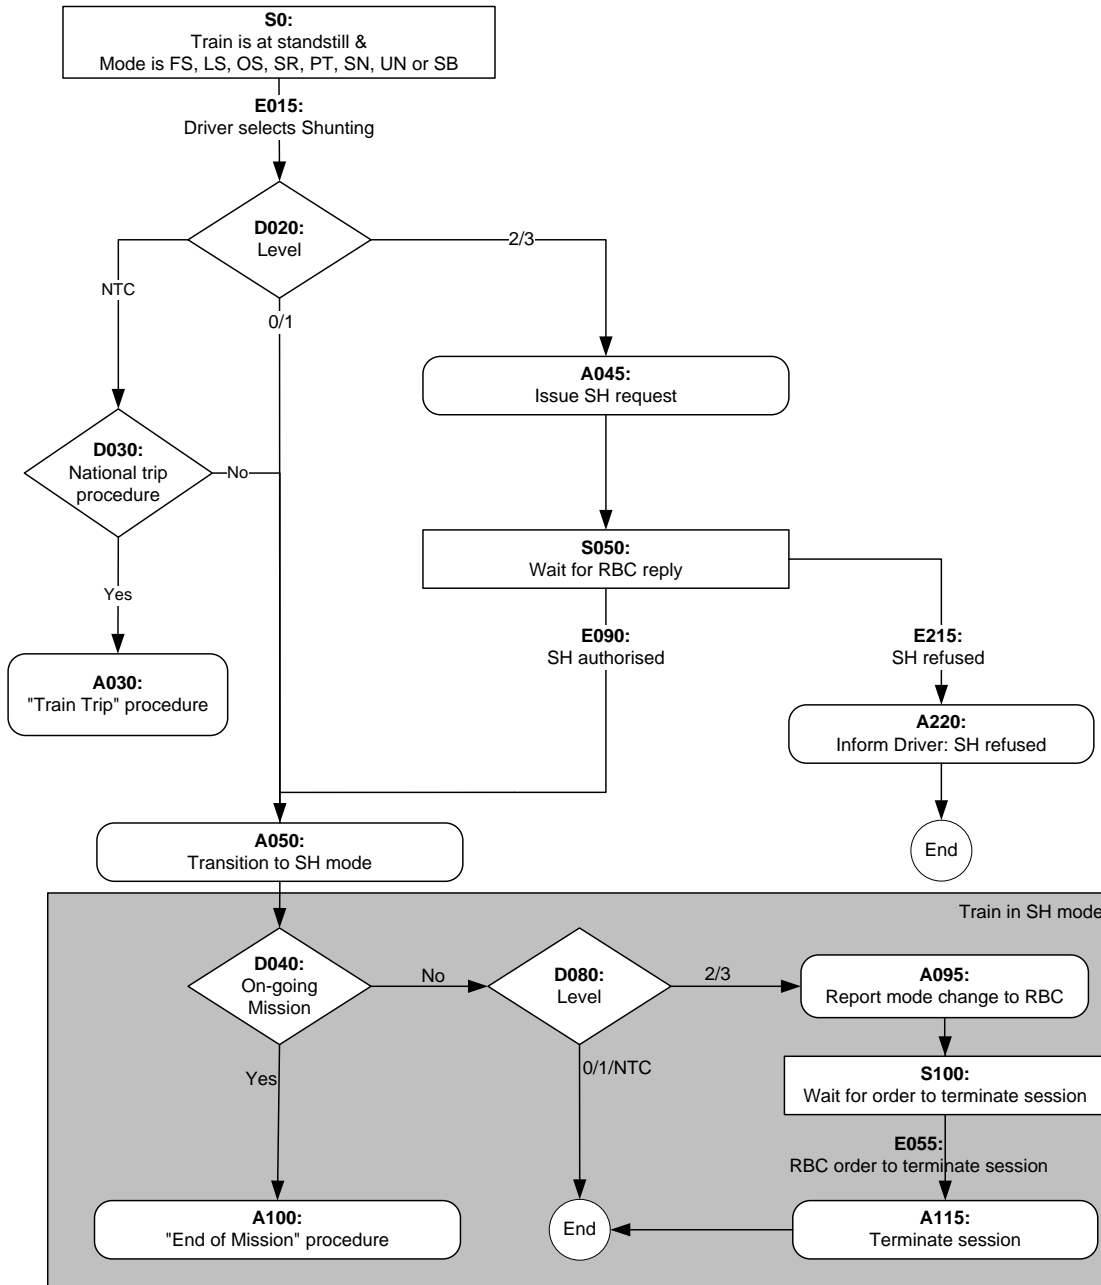 S0:
Train is at standstill &
Mode is FS, LS, OS, SR, PT, SN, UN or SB
E015:
Driver selects Shunting
D020:
Level
2/3
NTC
0/1
A045:
Issue SH request
D030:
National trip
procedure
No
S050:
Wait for RBC reply
Yes
E090:
SH authorised
E215:
SH refused
A030:
"Train Trip" procedure
A220:
Inform Driver: SH refused
A050:
Transition to SH mode
End
Train in SH mode
D040:
On-going
Mission
No
D080:
Level
2/3
A095:
Report mode change to RBC
Yes
0/1/NTC
S100:
Wait for order to terminate session
E055:
RBC order to terminate session
A100:
"End of Mission" procedure
End
A115:
Terminate session